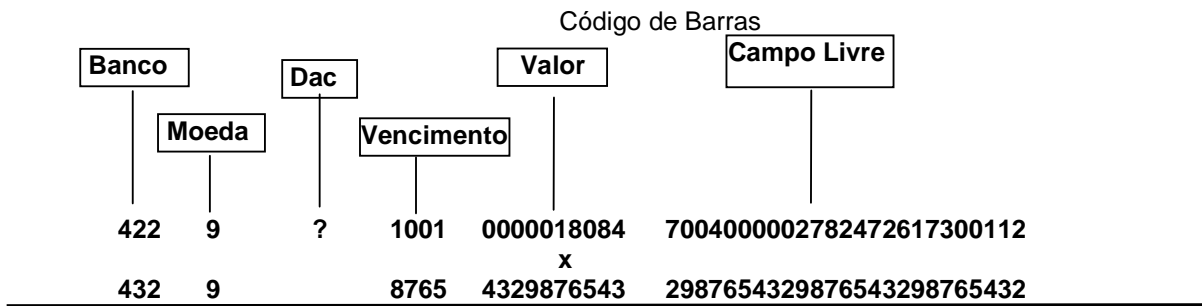 Código de Barras
Banco Dac Valor Campo Livre
Moeda Vencimento
422 9 ? 1001 0000018084 7004000002782472617300112
x
432 9 8765 4329876543 2987654329876543298765432